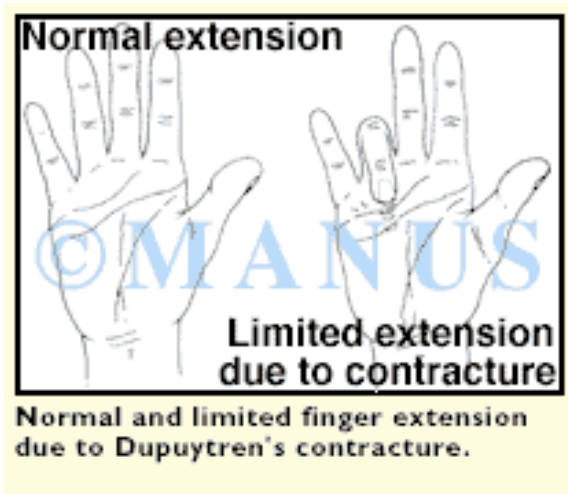 Normal extension
©MANUS
Limited extension
due to contracture
Normal and limited finger extension
due to Dupuytren's contracture.